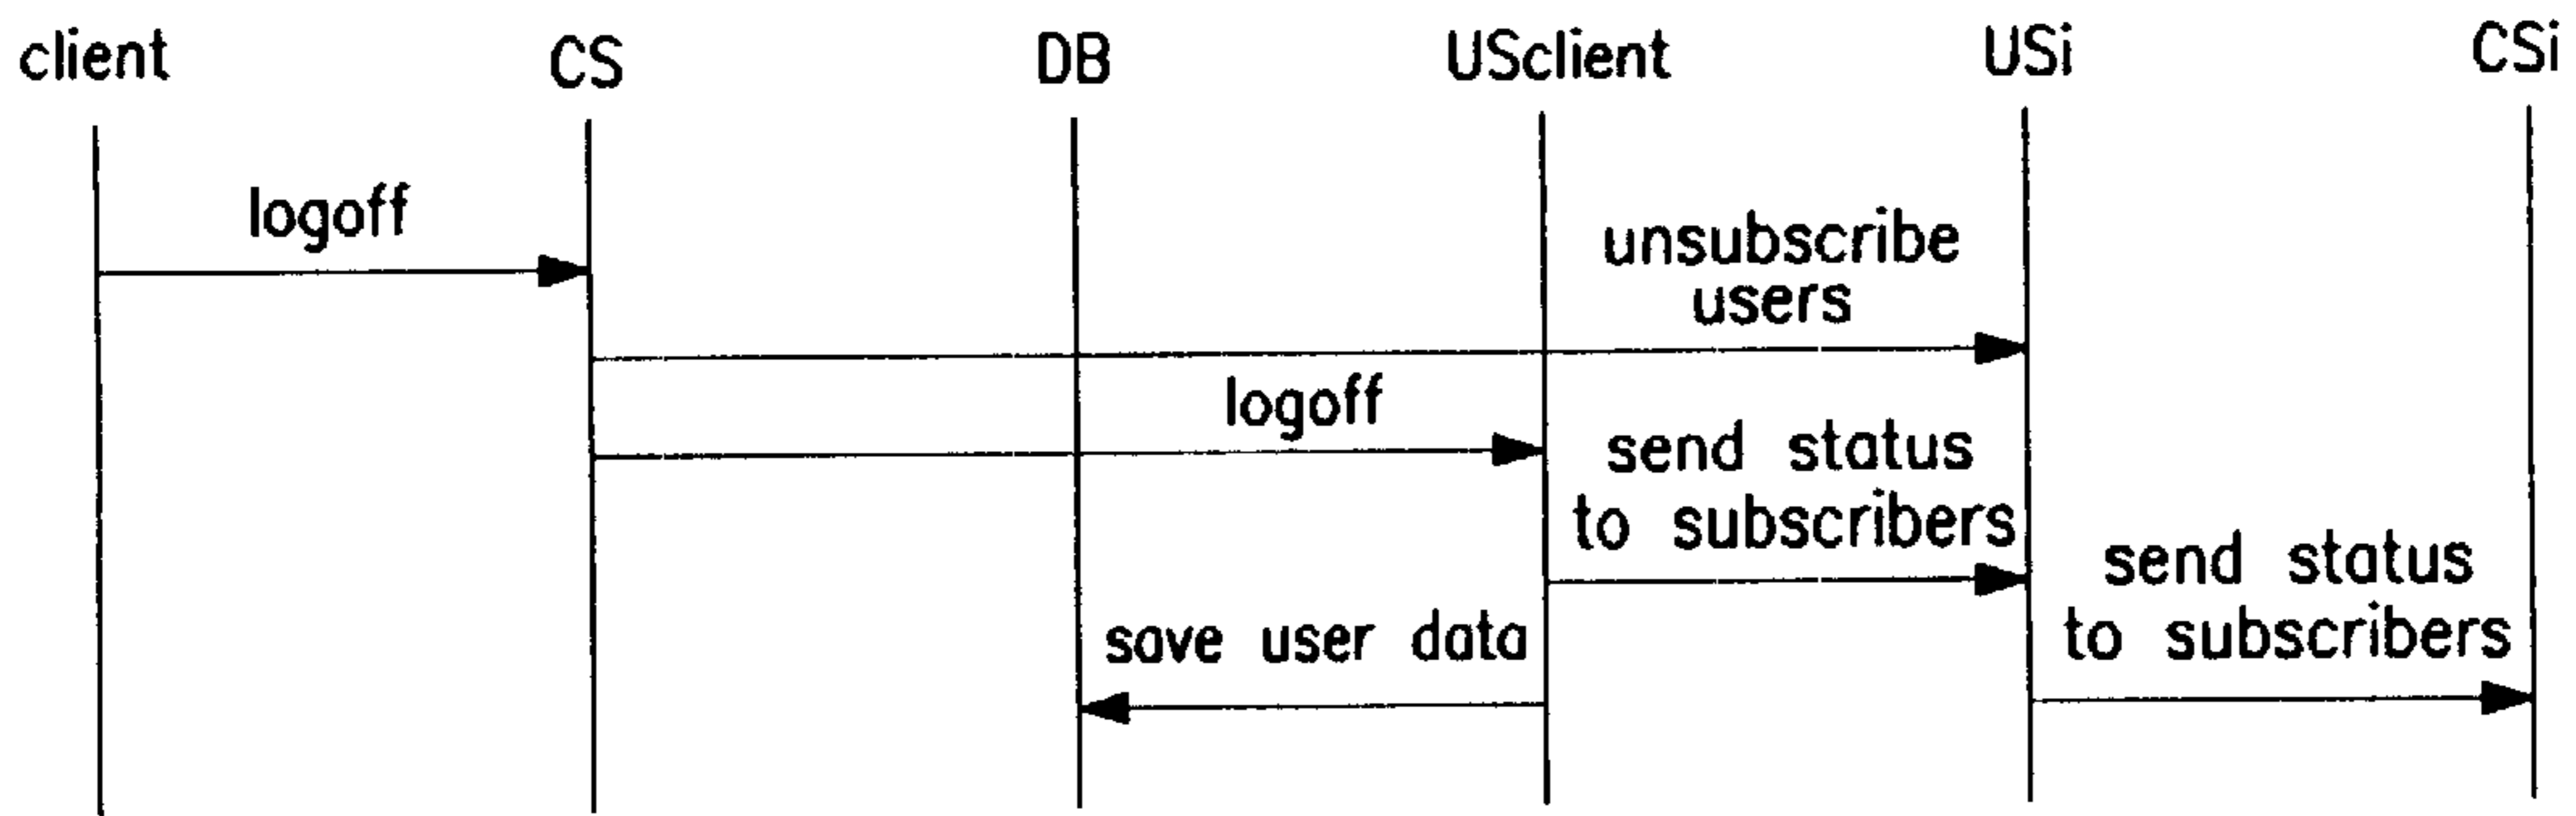 client
CS
DB
USclient
USi
CSi
logoff
unsubscribe
users
logoff
send status
to subscribers
send status
to subscribers
save user data